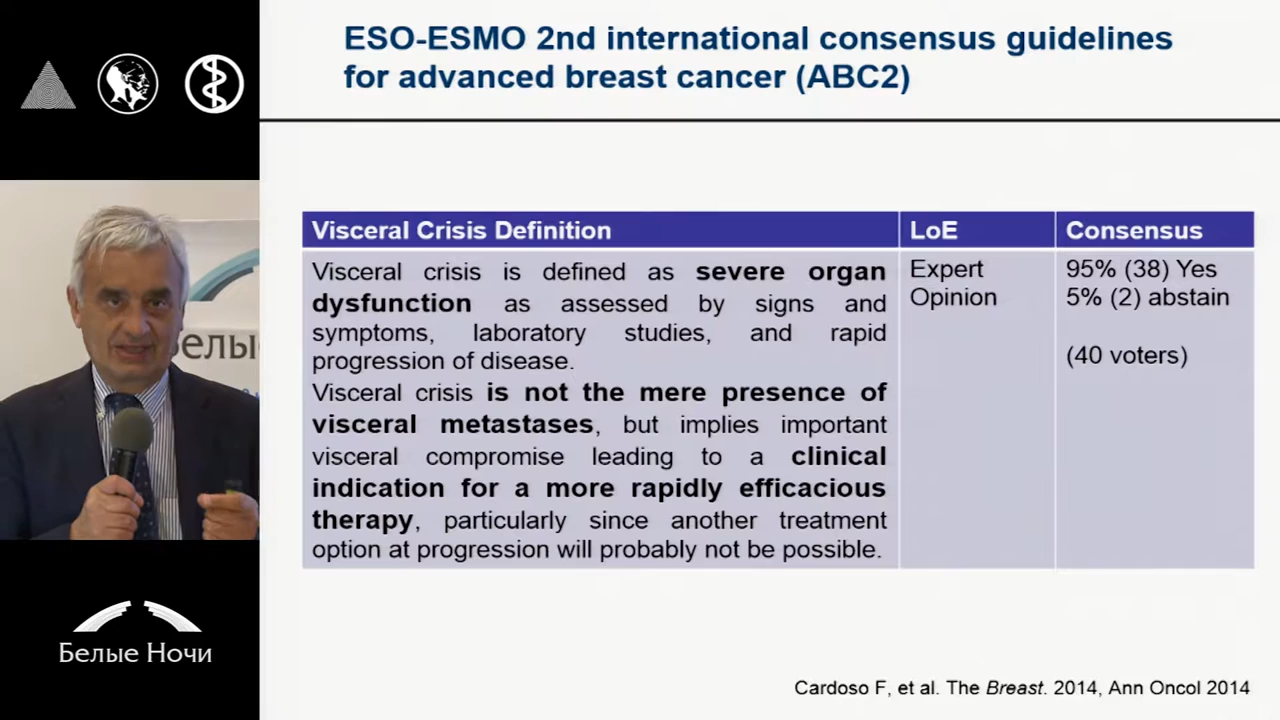 ESO-ESMO 2nd international consensus guidelines
for advanced breast cancer (ABC2)
Visceral Crisis Definition
LoE
Consensus
Visceral crisis is defined as severe organ
dysfunction as assessed by signs and
symptoms, laboratory studies, and rapid
progression of disease.
Visceral crisis is not the mere presence of
visceral metastases, but implies important
visceral compromise leading to a clinical
indication for a more rapidly efficacious
therapy, particularly since another treatment
option at progression will probably not be possible.
Expert
Opinion
95% (38) Yes
5% (2) abstain
(40 voters)
Cardoso F, et al. The Breast. 2014, Ann Oncol 2014
Белые Ночи